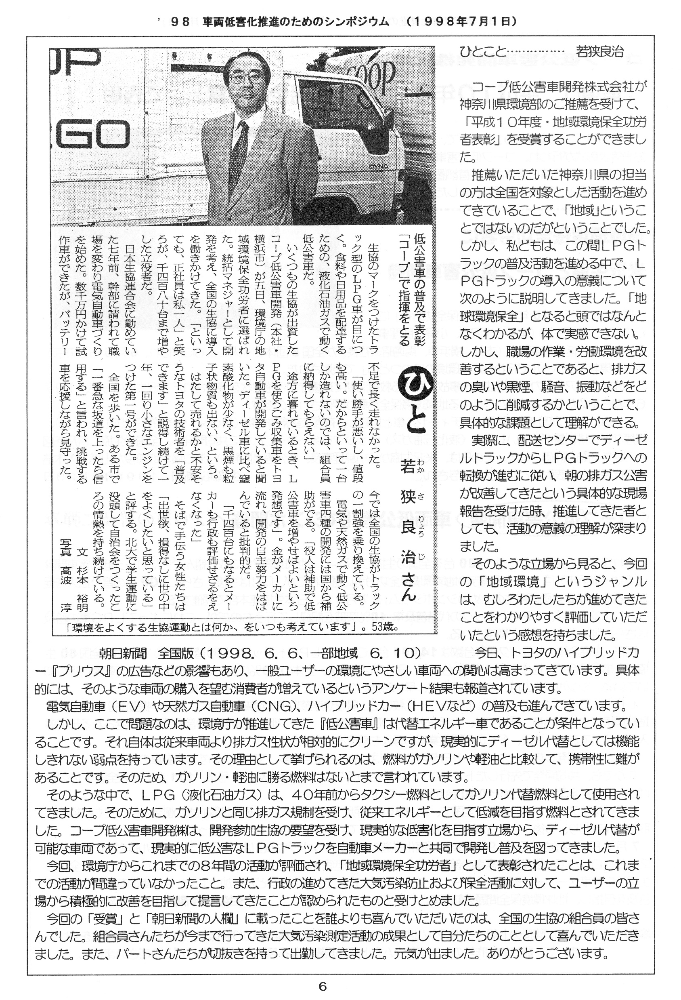 ’９８　車両低害化推進のためのシンポジウム　（１９９８年７月１日）
OP
RGO
COOP
DYNA
低公害車の普及で表彰
「コープ」で指揮をとる
ひと
若狭良治さん
わか　さ　りょう　じ
生協のマークをつけたトラ
ック型のＬＰＧ車が目につ
く。食料や日用品を配達する
ための、液化石油ガスで動く
低公害車だ。
いくつもの生協が出資した
コープ低公害車開発（本社・
横浜市）が五日、環境庁の地
域環境保全功労者に選ばれ
た。統括マネジャーとして開
発を考え、全国の生協に導入
を働きかけてきた。「といっ
ても、正社員は私一人」と笑
うが、千四百八十台まで増や
した立役者だ。
日本生協連合会に勤めてい
た七年前、幹部に請われて職
場を変わり電気自動車づくり
を始めた。数千万円かけて試
作車ができたが、バッテリー
不足で長く走れなかった。
「使い勝手が悪いし、値段
も高い。だからといって一台
しか造れないのでは、組合員
に納得してもらえない」
途方に暮れているとき、Ｌ
ＰＧを使うごみ収集車をトヨ
タ自動車が開発していると聞
いた。ディーゼル車に比べ窒
素酸化物が少なく、黒煙も粒
子状物質も出ない、という。
はたして売れるかと不安そ
うなトヨタの技術者を「普及
できます」と説得し続けて一
年、一回り小さなエンジンを
つけた第一号ができた。
全国を歩いた。ある市で
「一番急な坂道を上ったら信
用する」と言われ、挑戦する
車を応援しながら見守った。
今では全国の生協がトラック
の一割強を乗り換えている。
電気や天然ガスで動く低公
害車四種の開発には国から補
助がでる。「役人は補助で低
公害車を増やせばよいという
発想です」。金がメーカーに
流れ、開発の自主努力をはば
んでいると批判的だ。
「千四百台にもなるとメー
カーも行政も評価せざるをえ
なくなった」
そばで手伝う女性たちは
「出世欲、損得なしに世の中
をよくしたいと思っている」
と評する。北大で学生運動に
没頭して自治会をつくったこ
ろの情熱を持ち続けている。
文　杉本　裕明
写真　高波　淳
「環境をよくする生協運動とは何か、をいつも考えています」。53歳。
朝日新聞　全国版（１９９８．６．６、一部地域　６．１０）
ひとこと……………　若狭良治
コープ低公害車開発株式会社が
神奈川県環境部のご推薦を受けて、
「平成１０年度・地域環境保全功労
者表彰」を受賞することができまし
た。
推薦いただいた神奈川県の担当
の方は全国を対象とした活動を進め
てきていることで、「地域」というこ
とではないのだがということでした。
しかし、私どもは、この間ＬＰＧト
ラックの普及活動を進める中で、Ｌ
ＰＧトラックの導入の意義について
次のように説明してきました。「地
球環境保全」となると頭ではなんと
なくわかるが、体で実感できない。
しかし、職場の作業・労働環境を改
善するということであると、排ガス
の臭いや黒煙、騒音、振動などをど
のように削減するかということで、
具体的な課題として理解ができる。
実際に、配送センターでディーゼ
ルトラックからＬＰＧトラックへの
転換が進むに従い、朝の排ガス公害
が改善してきたという具体的な現場
報告を受けた時、推進してきた者と
しても、活動の意義の理解が深まり
ました。
そのような立場から見ると、今回
の「地域環境」というジャンル
は、むしろわたしたちが進めてきた
ことをわかりやすく評価していただ
いたという感想を持ちました。
今日、トヨタのハイブリッドカ
ー『プリウス』の広告などの影響もあり、一般ユーザーの環境にやさしい車両への関心は高まってきています。具体
的には、そのような車両の購入を望む消費者が増えているというアンケート結果も報道されています。
電気自動車（ＥＶ）や天然ガス自動車（ＣＮＧ）、ハイブリッドカー（ＨＥＶなど）の普及も進んできています。
しかし、ここで問題なのは、環境庁が推進してきた『低公害車』は代替エネルギー車であることが条件となってい
ることです。それ自体は従来車両より排ガス性状が相対的にクリーンですが、現実的にディーゼル代替としては機能
しきれない弱点を持っています。その理由として挙げられるのは、燃料がガソリンや軽油と比較して、携帯性に難が
あることです。そのため、ガソリン・軽油に勝る燃料はないとまで言われています。
そのような中で、ＬＰＧ（液化石油ガス）は、４０年前からタクシー燃料としてガソリン代替燃料として使用され
てきました。そのために、ガソリンと同じ排ガス規制を受け、従来エネルギーとして低減を目指す燃料とされてきま
した。コープ低公害車開発㈱は、開発参加生協の要望を受け、現実的な低害化を目指す立場から、ディーゼル代替が
可能な車両であって、現実的に低公害なＬＰＧトラックを自動車メーカーと共同で開発し普及を図ってきました。
今回、環境庁からこれまでの８年間の活動が評価され、「地域環境保全功労者」として表彰されたことは、これま
での活動が間違っていなかったこと。また、行政の進めてきた大気汚染防止および保全活動に対して、ユーザーの立
場から積極的に改善を目指して提言してきたことが認められたものと受けとめました。
今回の「受賞」と「朝日新聞の人欄」に載ったことを誰よりも喜んでいただいたのは、全国の生協の組合員の皆さ
んでした。組合員さんたちが今まで行ってきた大気汚染測定活動の成果として自分たちのこととして喜んでいただき
ました。また、パートさんたちが切抜きを持って出勤してきました。元気が出ました。ありがとうございます。
6